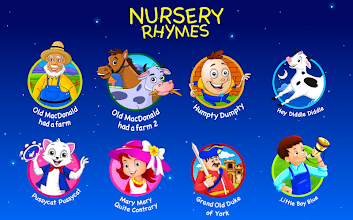 NURSERY
RHYMES
Old MacDonald
had a farm
Old MacDonald
had a farm 2
Humpty Dumpty
Hey Diddle Diddle
Pussycat Pussycat
Mary Mary
Quite Contrary
Grand Old Duke
of York
Little Boy Blue